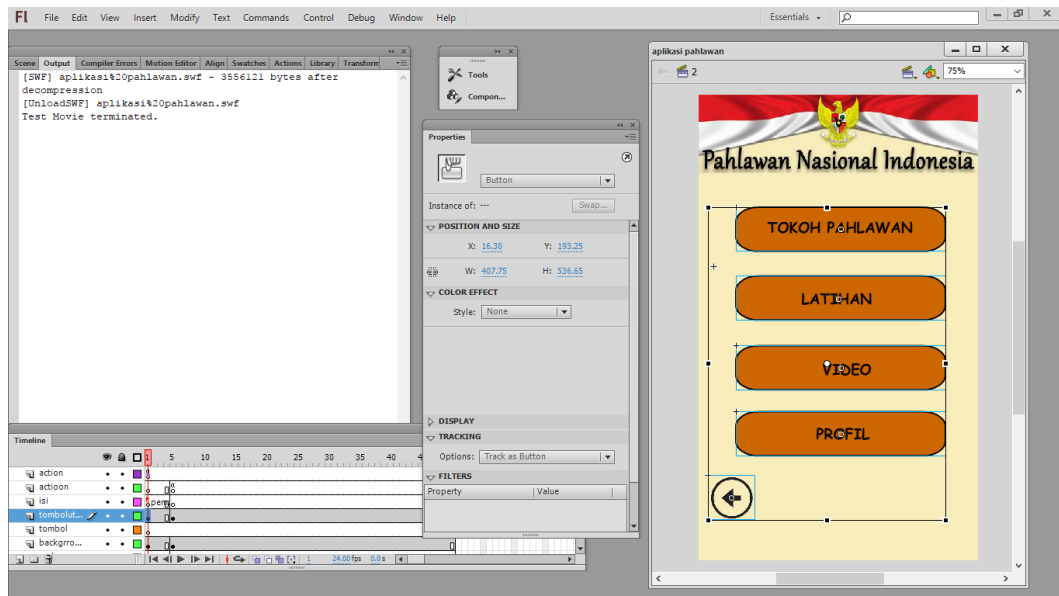 Fl File Edit View Insert Modify Text Commands Control Debug Window Help Essentials
Scene Output Compiler Errors Motion Editor Align Swatches Actions Library Transform
[SWF] aplikasi%20pahlawan.swf - 3556121 bytes after
decompression
[UnloadSWF] aplikasi%20pahlawan.swf
Test Movie terminated.
Tools
Compon...
Properties
Button
Instance of: --- Swap...
POSITION AND SIZE
X: 16.30 Y: 193.25
W: 407.75 H: 536.65
COLOR EFFECT
Style: None
DISPLAY
TRACKING
Options: Track as Button
FILTERS
Property Value
Timeline
1 5 10 15 20 25 30 35 40 4
action
actioon
isi
tombolut...
tombol
backgrro...
1 24.00 fps 0.0 s
aplikasi pahlawan
2 75%
Pahlawan Nasional Indonesia
TOKOH PAHLAWAN
LATIHAN
VIDEO
PROFIL